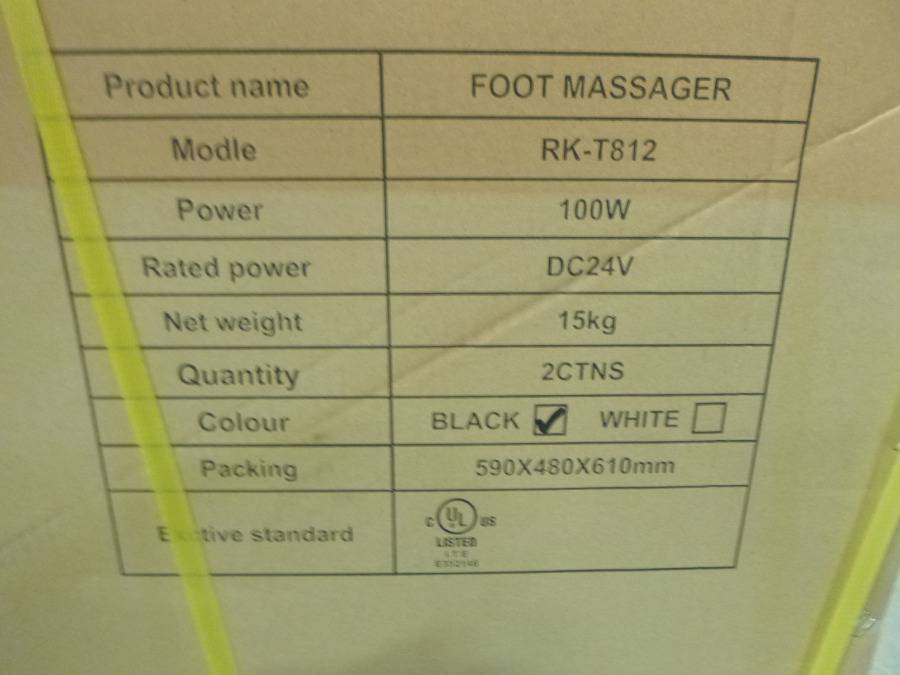 Product name FOOT MASSAGER
Modle RK-T812
Power 100W
Rated power DC24V
Net weight 15kg
Quantity 2CTNS
Colour BLACK WHITE
Packing 590X480X610mm
standard
C UL US
LISTED
I.T.E